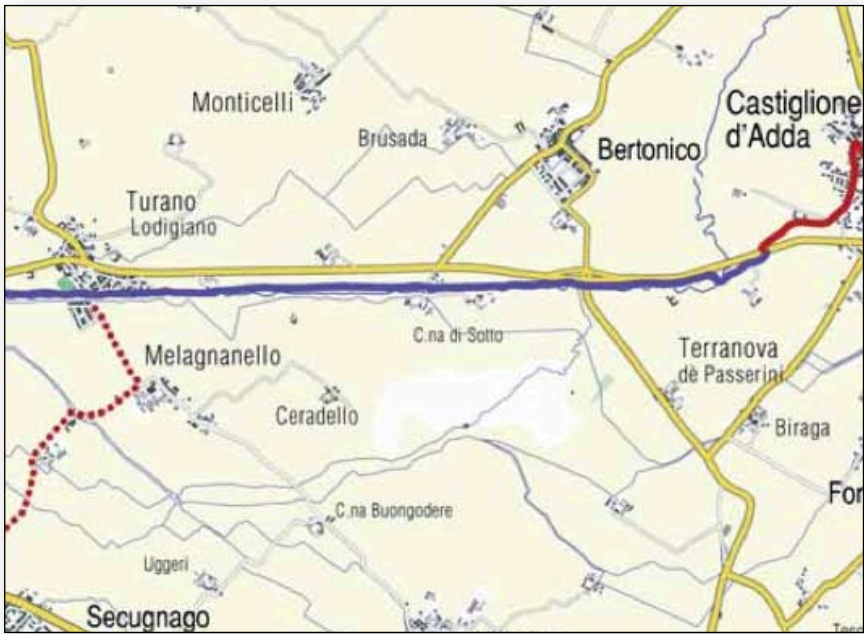 Monticelli
Castiglione
d'Adda
Brusada
Bertonico
Turano
Lodigiano
C.na di Sotto
Melagnanello
Terranova
dè Passerini
Ceradello
Biraga
C.na Buongodere
For
Uggeri
Secugnago